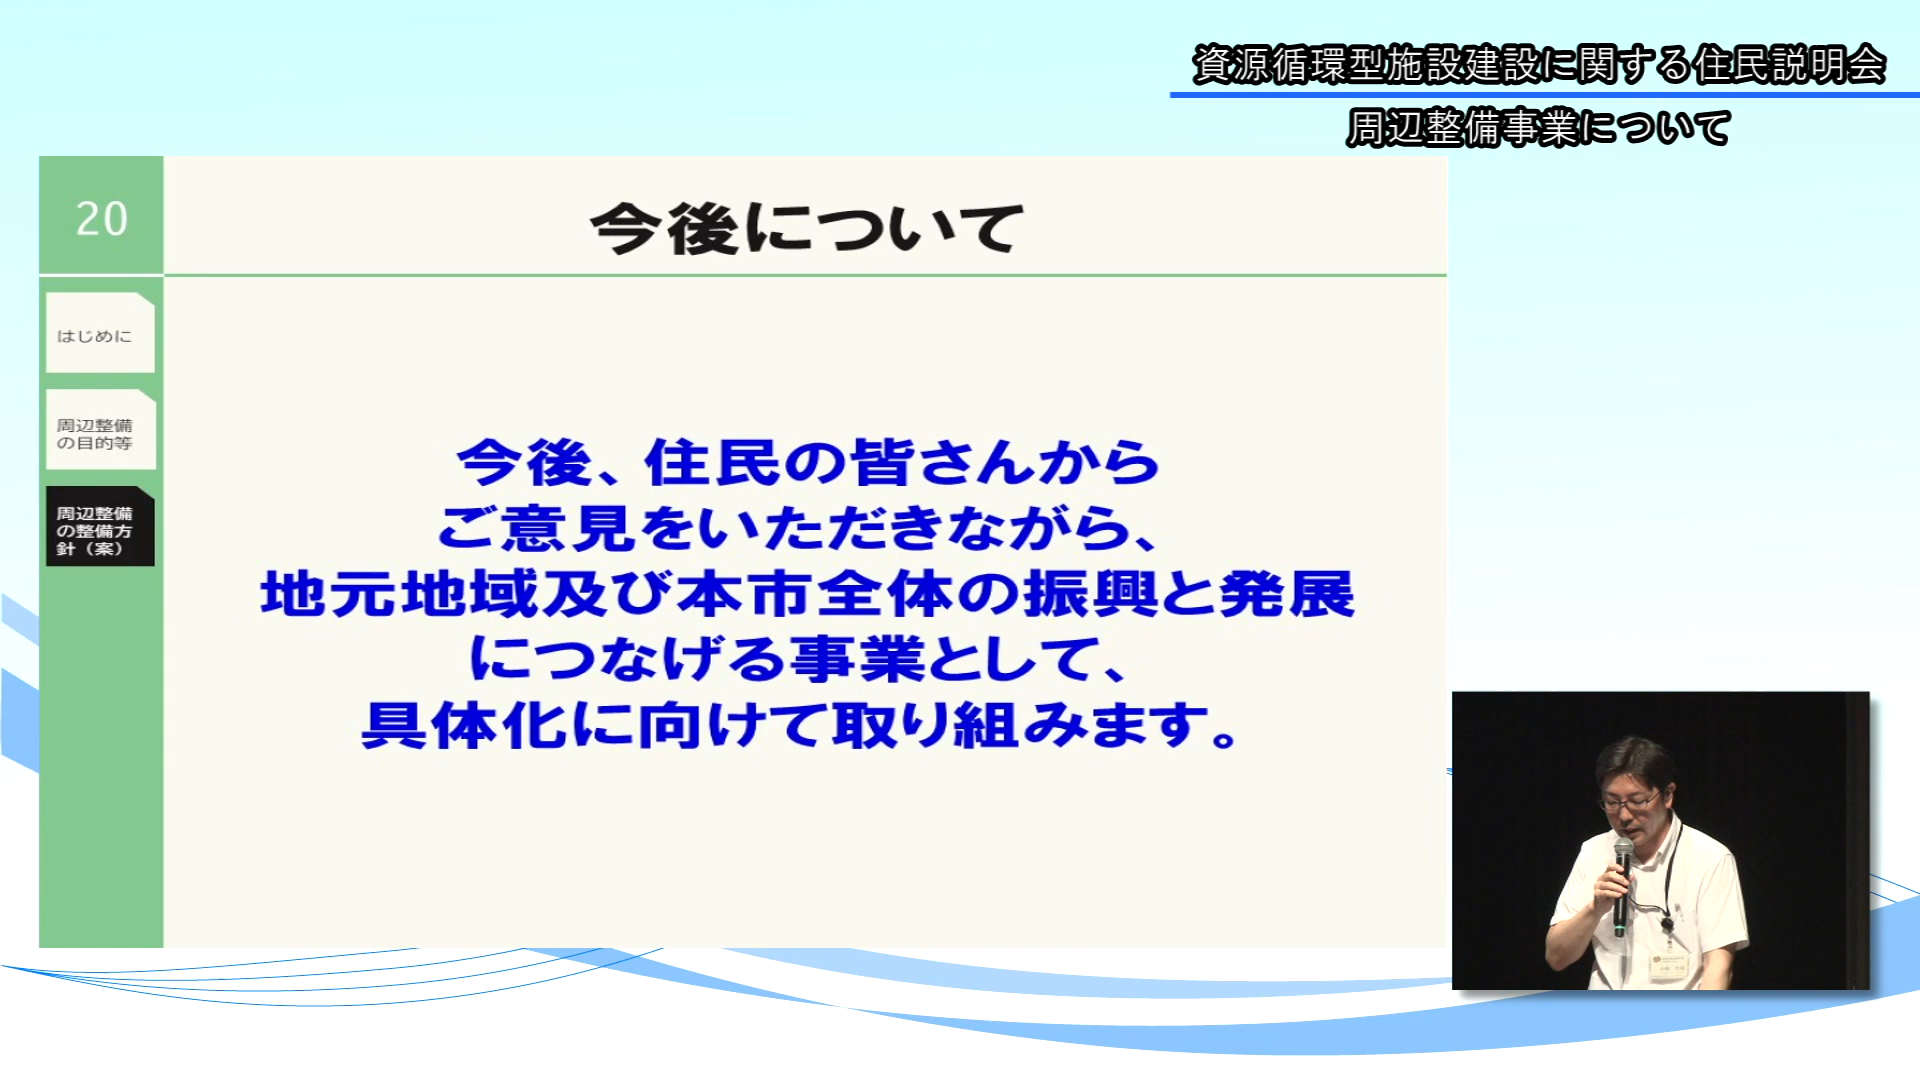 資源循環型施設建設に関する住民説明会
周辺整備事業について
20
今後について
はじめに
周辺整備
の目的等
周辺整備
の整備方
針（案）
今後、住民の皆さんから
ご意見をいただきながら、
地元地域及び本市全体の振興と発展
につなげる事業として、
具体化に向けて取り組みます。